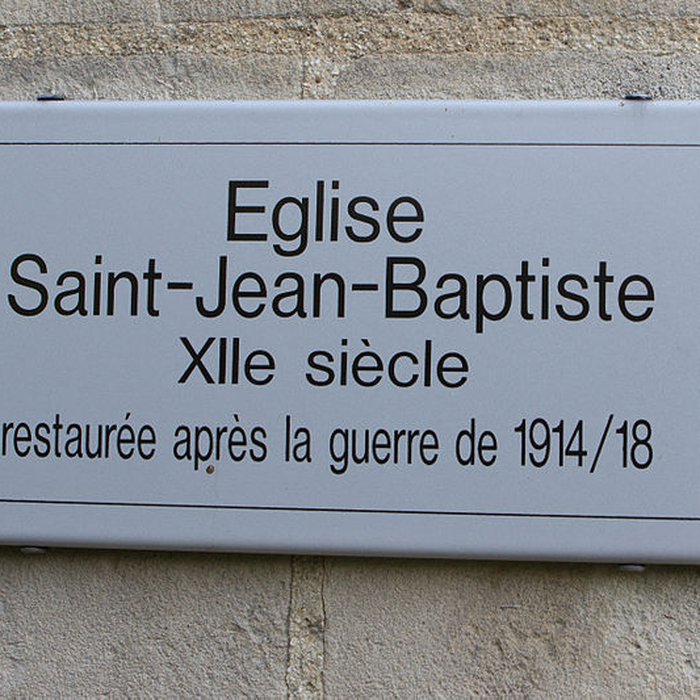 Eglise
Saint-Jean-Baptiste
XIIe siècle
restaurée après la guerre de 1914/18